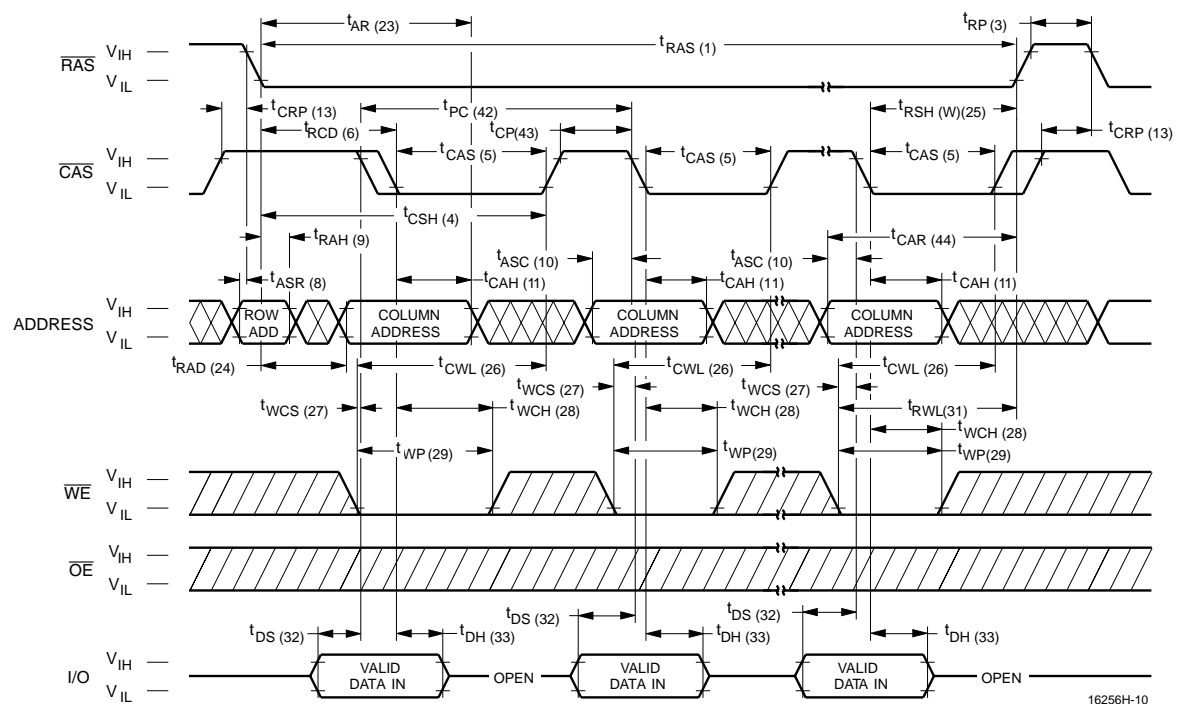 tAR (23)
tRP (3)
tRAS (1)
RAS
VIH
VIL
tCRP (13)
tPC (42)
tRSH (W)(25)
tRCD (6)
tCP(43)
tCRP (13)
CAS
VIH
VIL
tCAS (5)
tCAS (5)
tCAS (5)
tCSH (4)
tRAH (9)
tCAR (44)
tASC (10)
tASC (10)
tASR (8)
tCAH (11)
tCAH (11)
tCAH (11)
ADDRESS
VIH
VIL
ROW
ADD
COLUMN
ADDRESS
COLUMN
ADDRESS
COLUMN
ADDRESS
tRAD (24)
tCWL (26)
tCWL (26)
tCWL (26)
tWCS (27)
tWCS (27)
tWCS (27)
tWCH (28)
tWCH (28)
tRWL(31)
tWCH (28)
tWP (29)
tWP(29)
tWP(29)
WE
VIH
VIL
OE
VIH
VIL
tDS (32)
tDS (32)
tDS (32)
tDH (33)
tDH (33)
tDH (33)
I/O
VIH
VIL
VALID
DATA IN
OPEN
VALID
DATA IN
VALID
DATA IN
OPEN
16256H-10